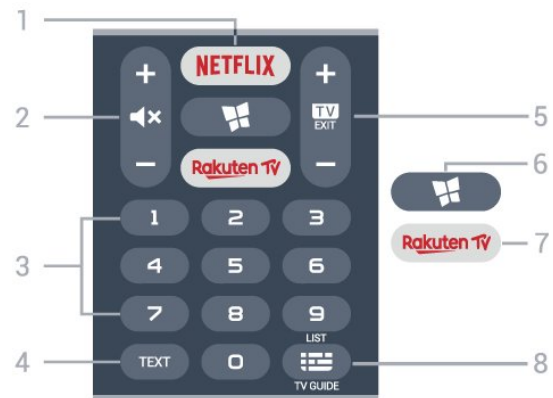 1
NETFLIX
+ +
2
TV
EXIT
5
6
− −
Rakuten TV
1 2 3
Rakuten TV
7
3
4 5 6
7 8 9
LIST
4
TEXT 0
8
TV GUIDE